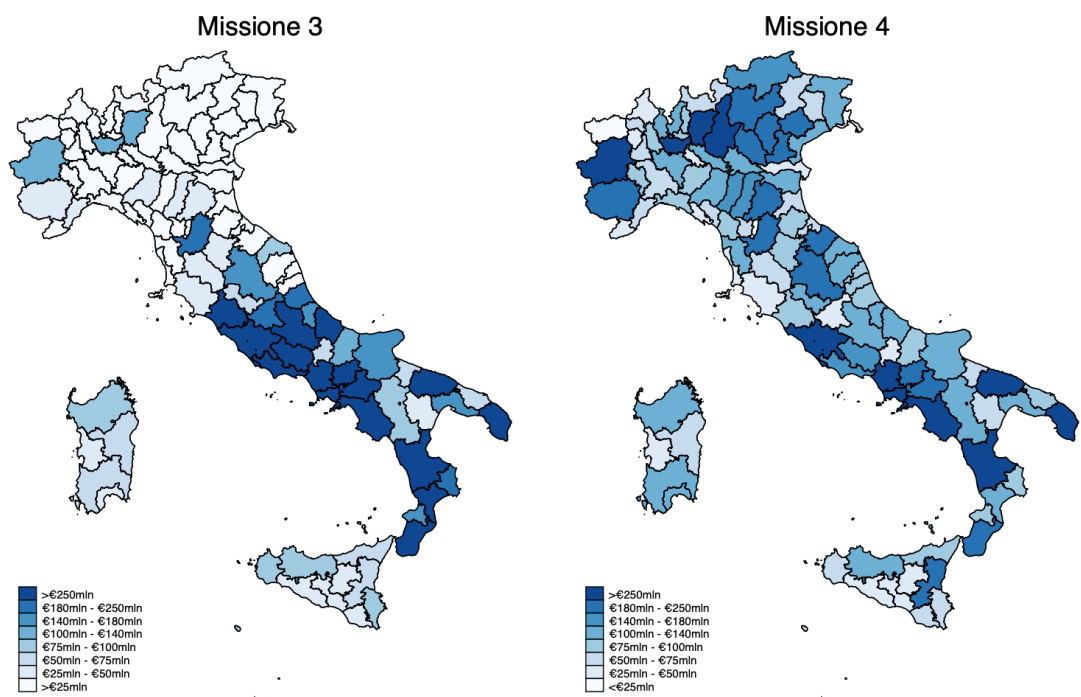 Missione 3
>€250mln
€180mln - €250mln
€140mln - €180mln
€100mln - €140mln
€75mln - €100mln
€50mln - €75mln
€25mln - €50mln
>€25mln
Missione 4
>€250mln
€180mln - €250mln
€140mln - €180mln
€100mln - €140mln
€75mln - €100mln
€50mln - €75mln
€25mln - €50mln
<€25mln